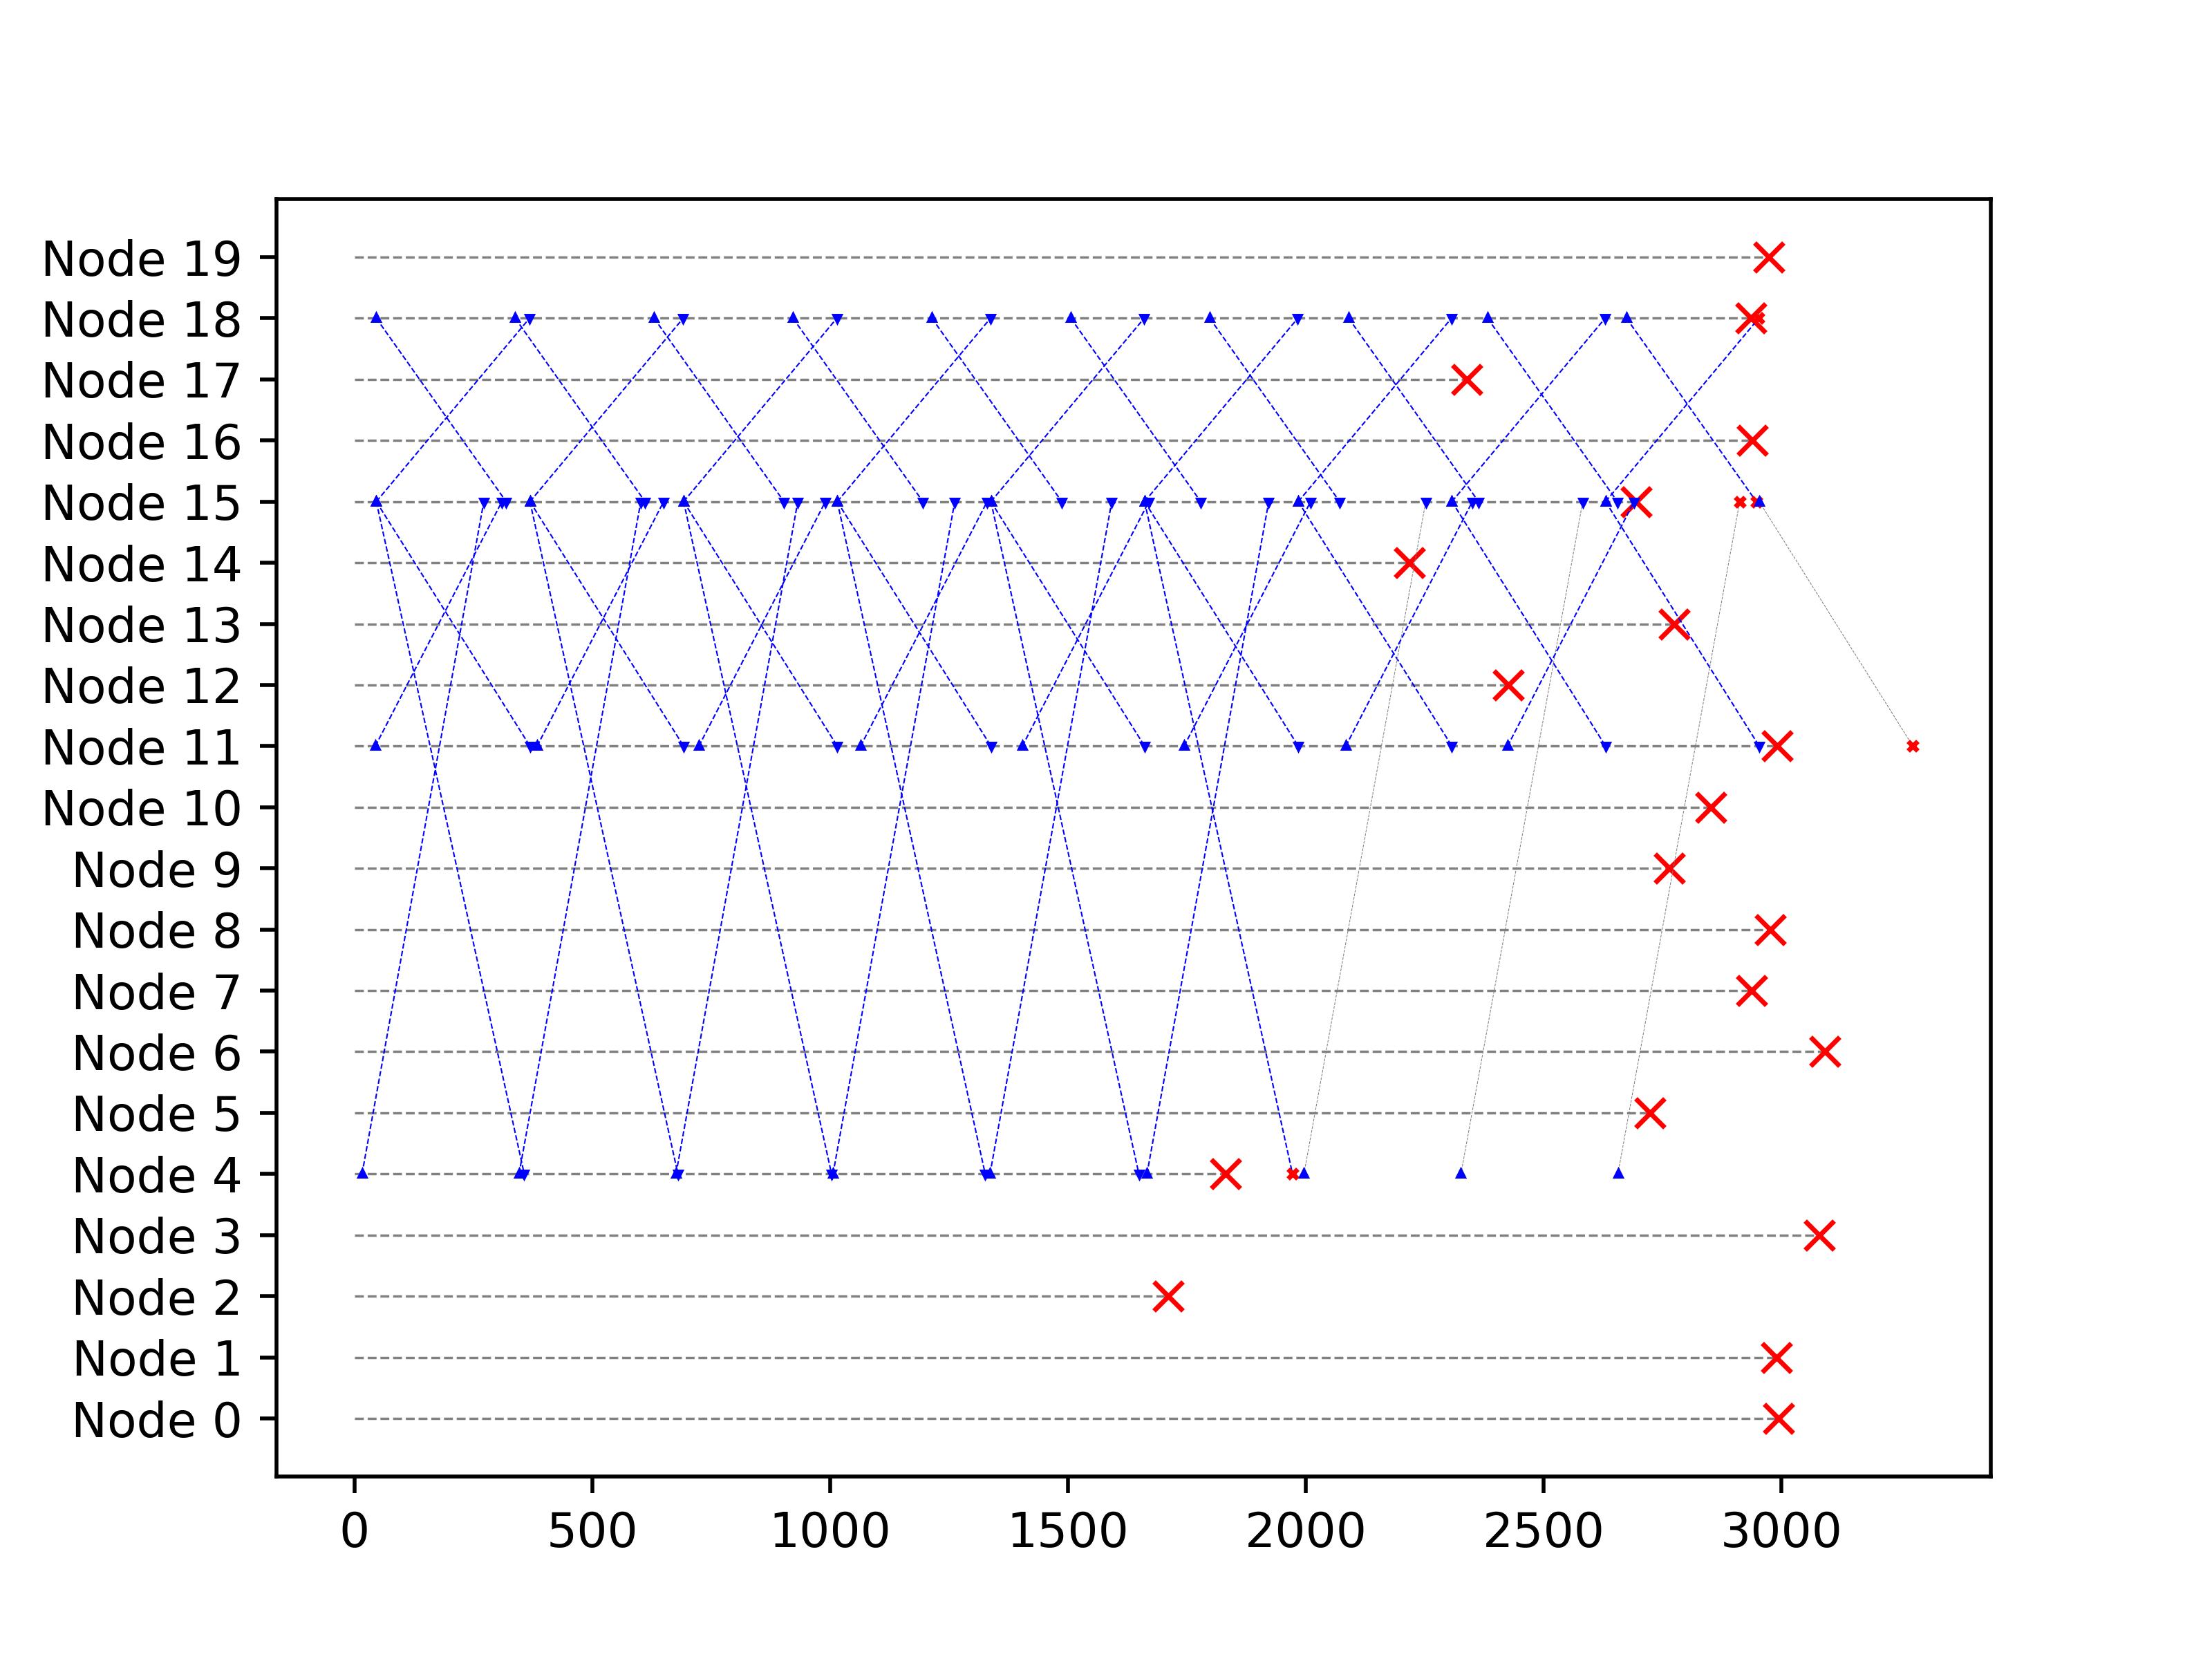 Node 19
Node 18
Node 17
Node 16
Node 15
Node 14
Node 13
Node 12
Node 11
Node 10
Node 9
Node 8
Node 7
Node 6
Node 5
Node 4
Node 3
Node 2
Node 1
Node 0
0 500 1000 1500 2000 2500 3000